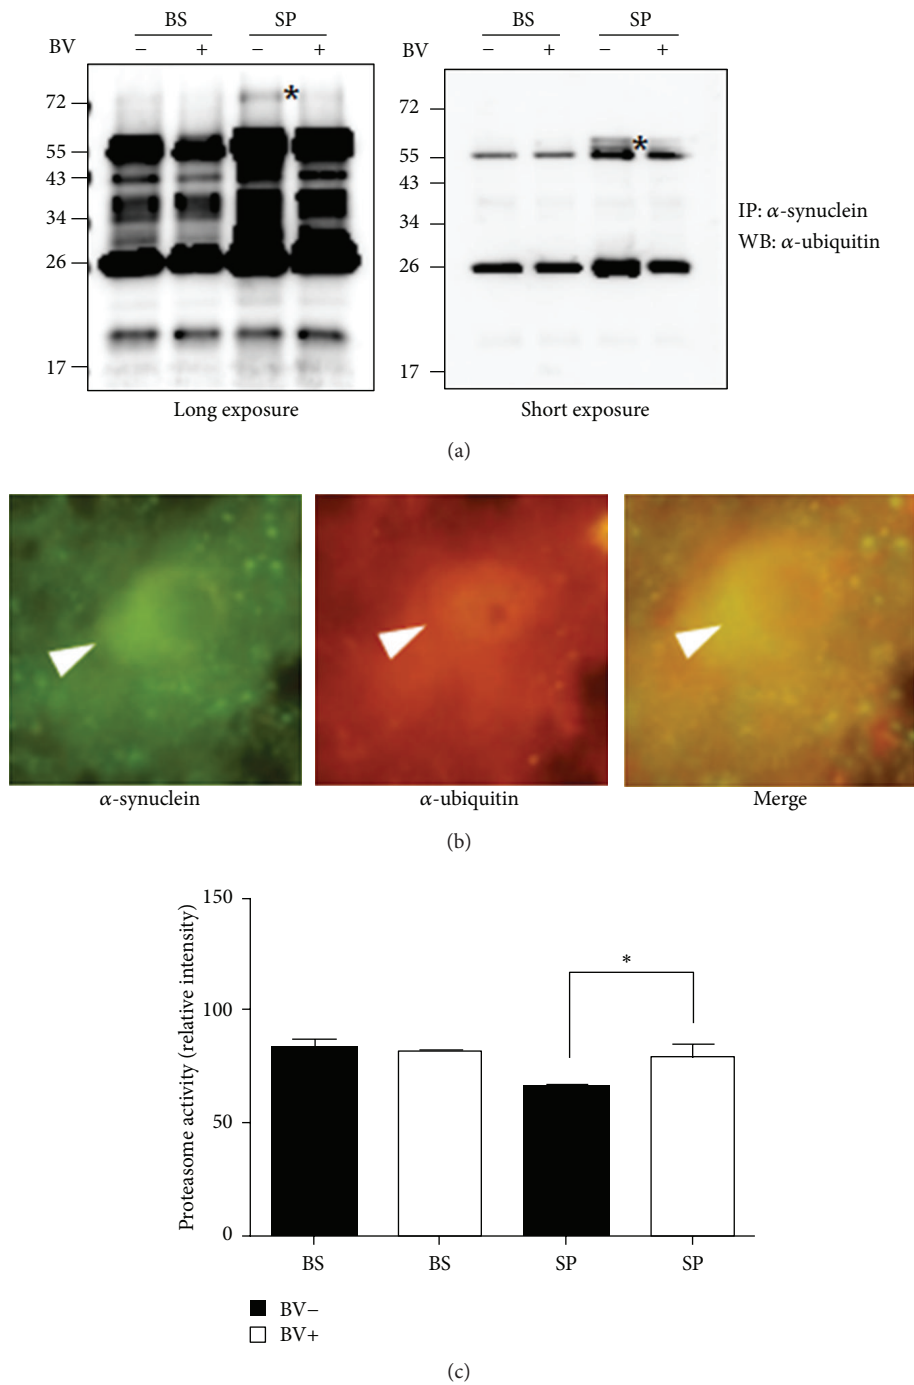 BS SP BS SP
BV − + − + BV − + − +
*
*
72
55
43
34
26
17
72
55
43
34
26
17
IP: α-synuclein
WB: α-ubiquitin
Long exposure Short exposure
(a)
α-synuclein α-ubiquitin Merge
(b)
Proteasome activity (relative intensity)
150
100
50
0
*
BS BS SP SP
BV−
BV+
(c)